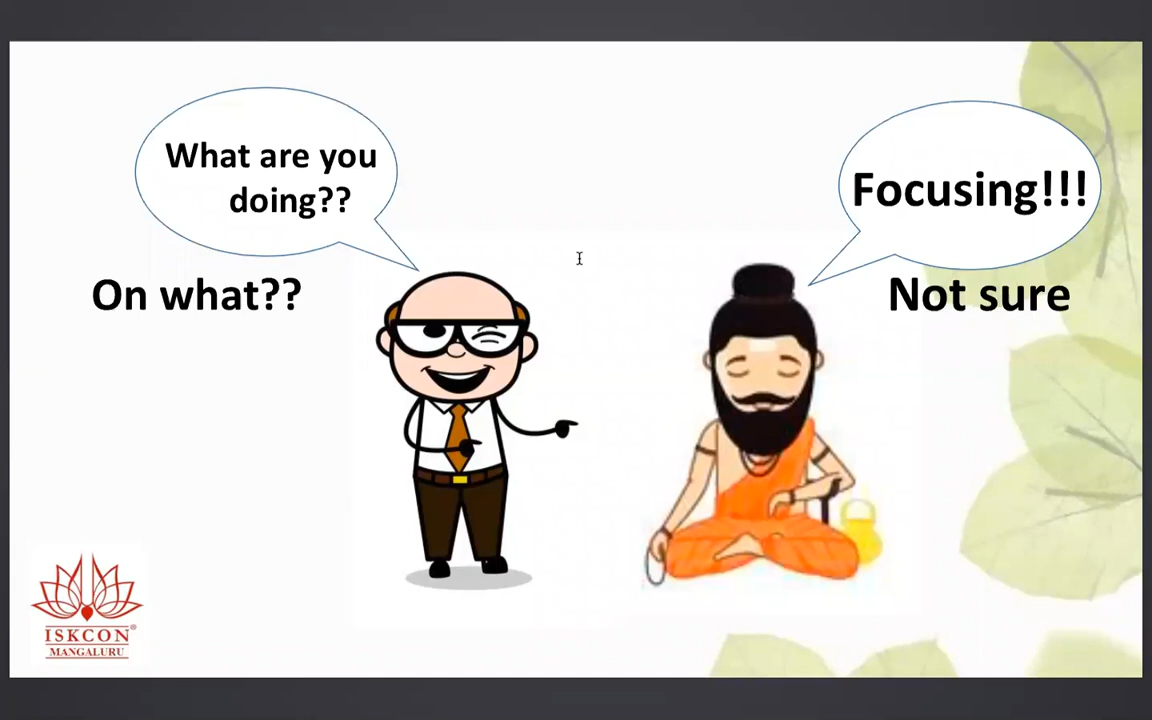 What are you
doing??
Focusing!!!
On what??
Not sure
ISKCON®
MANGALURU